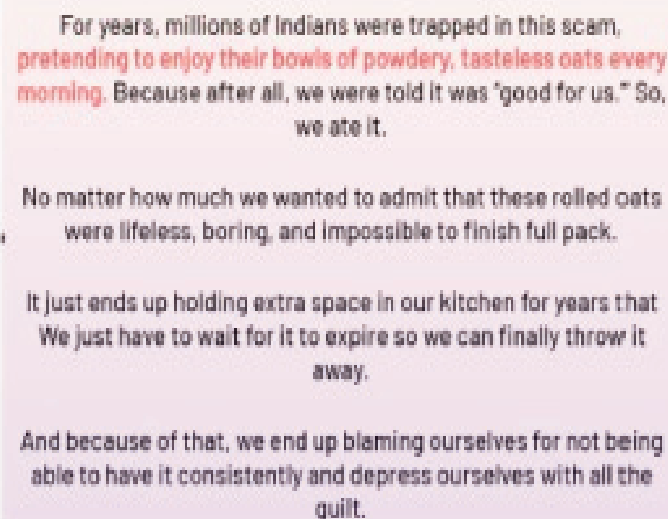 For years, millions of Indians were trapped in this scam,
pretending to enjoy their bowls of powdery, tasteless oats every
morning. Because after all, we were told it was "good for us." So,
we ate it.
No matter how much we wanted to admit that these rolled oats
were lifeless, boring, and impossible to finish full pack.
It just ends up holding extra space in our kitchen for years that
We just have to wait for it to expire so we can finally throw it
away.
And because of that, we end up blaming ourselves for not being
able to have it consistently and depress ourselves with all the
guilt.